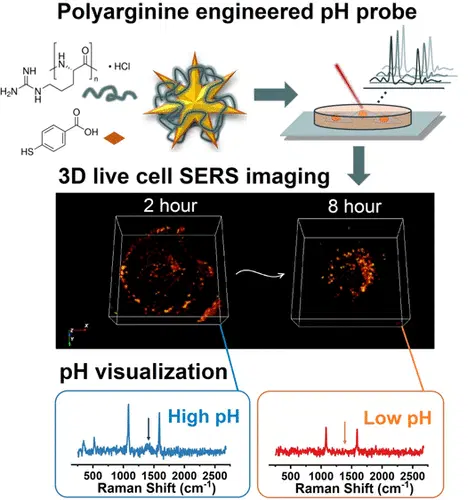 Polyarginine engineered pH probe
H
N
O
n
• HCl
NH
H2N
N
H
O
OH
HS
3D live cell SERS imaging
2 hour
8 hour
z
x
Y
pH visualization
High pH
Low pH
500 1000 1500 2000 2500
Raman Shift (cm-1)
500 1000 1500 2000 2500
Raman Shift (cm-1)